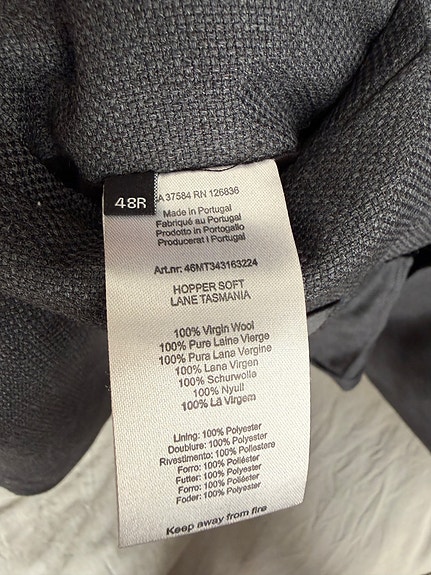 48R
A 37584 RN 126836
Made in Portugal
Fabriqué au Portugal
Prodotto in Portogallo
Producerat i Portugal
Art.nr: 46MT343163224
HOPPER SOFT
LANE TASMANIA
100% Virgin Wool
100% Pure Laine Vierge
100% Pura Lana Vergine
100% Lana Virgen
100% Schurwolle
100% Nyull
100% Lã Virgem
Lining: 100% Polyester
Doublure: 100% Polyester
Rivestimento: 100% Poliestere
Forro: 100% Poliéster
Futter: 100% Polyester
Forro: 100% Poliéster
Foder: 100% Polyester
Keep away from fire